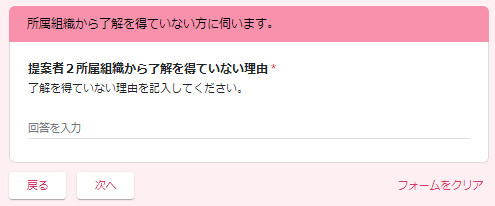 所属組織から了解を得ていない方に伺います。
提案者２所属組織から了解を得ていない理由 *
了解を得ていない理由を記入してください。
回答を入力
戻る 次へ フォームをクリア